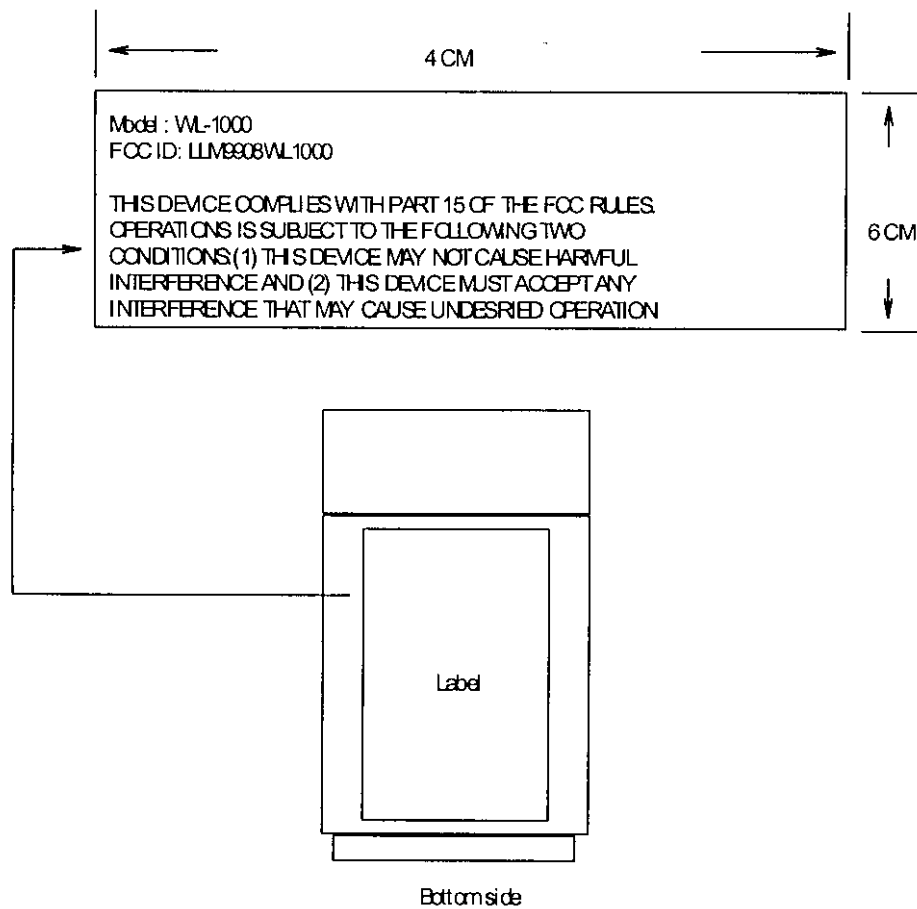 4 CM
Model : WL-1000
FCC ID: LLM9908WL1000
THIS DEVICE COMPLIES WITH PART 15 OF THE FCC RULES.
OPERATIONS IS SUBJECT TO THE FOLLOWING TWO
CONDITIONS:(1) THIS DEVICE MAY NOT CAUSE HARMFUL
INTERFERENCE AND (2) THIS DEVICE MUST ACCEPT ANY
INTERFERENCE THAT MAY CAUSE UNDESRIED OPERATION
6 CM
Label
Bottom side